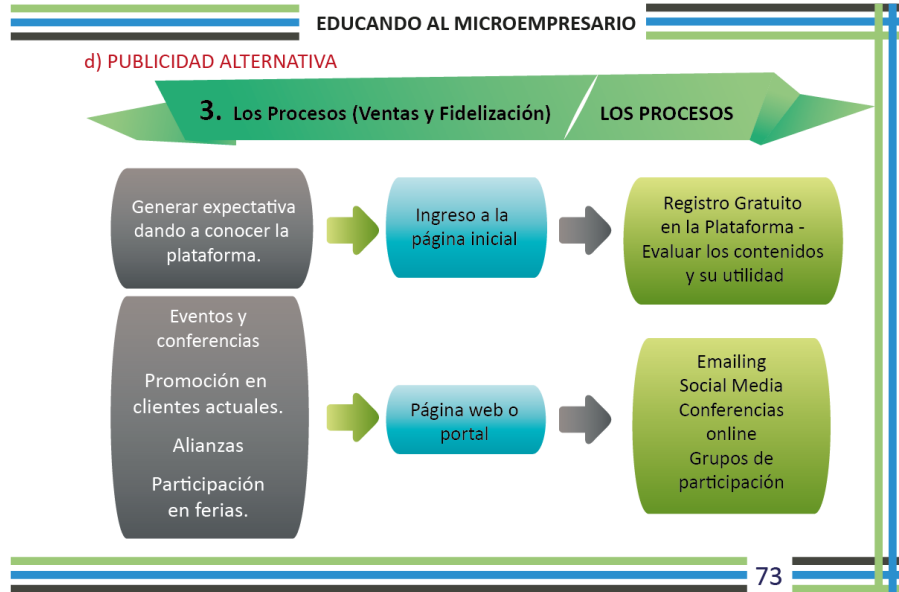 EDUCANDO AL MICROEMPRESARIO
d) PUBLICIDAD ALTERNATIVA
3. Los Procesos (Ventas y Fidelización)
LOS PROCESOS
Generar expectativa
dando a conocer la
plataforma.
Ingreso a la
página inicial
Registro Gratuito
en la Plataforma -
Evaluar los contenidos
y su utilidad
Eventos y
conferencias
Promoción en
clientes actuales.
Alianzas
Participación
en ferias.
Página web o
portal
Emailing
Social Media
Conferencias
online
Grupos de
participación
73